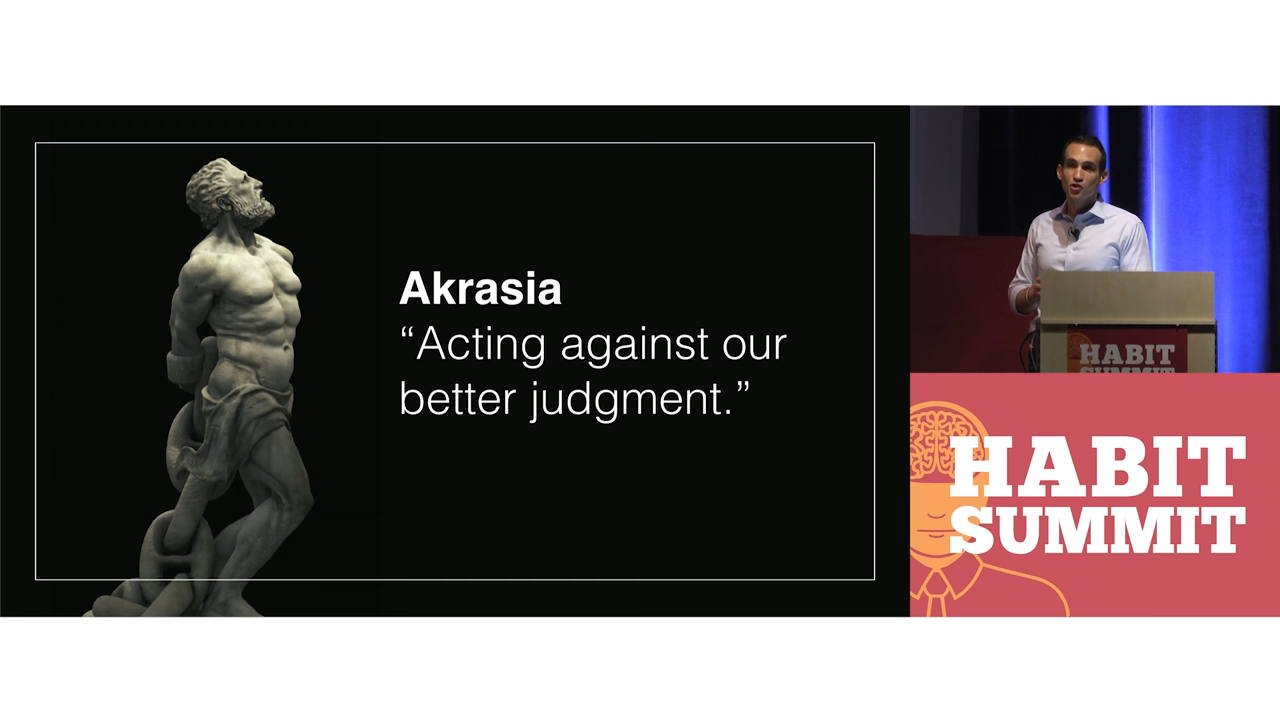 Akrasia
“Acting against our
better judgment.”
HABIT
SUMMIT
HABIT
SUMMIT